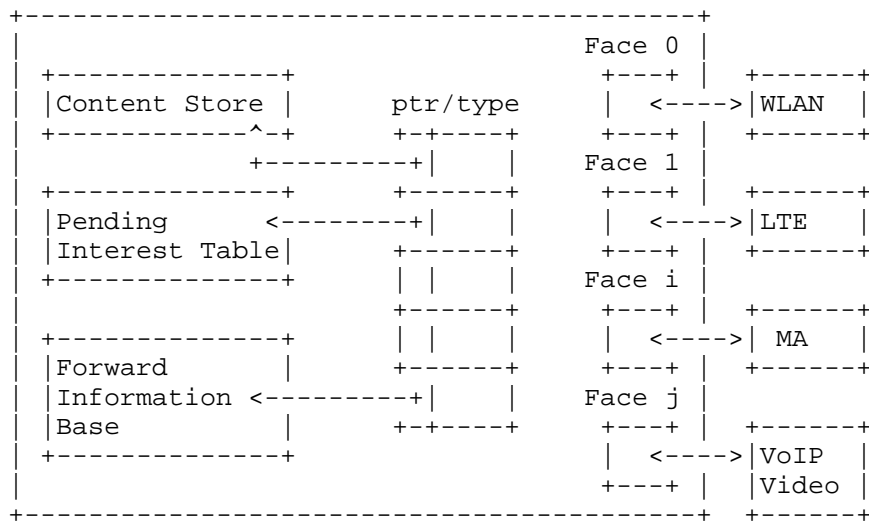 Face 0
Content Store ptr/type WLAN
Face 1
Pending LTE
Interest Table
Face i
MA
Forward
Information Face j
Base
VoIP
Video